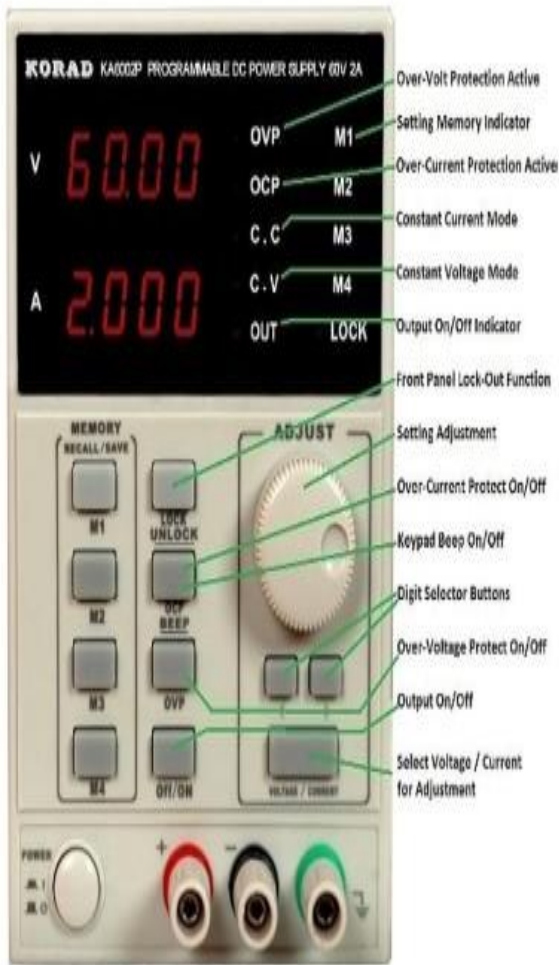 KORAD KA6002P PROGRAMMABLE DC POWER SUPPLY 60V 2A
V 60.00
A 2.000
OVP M1
OCP M2
C.C M3
C.V M4
OUT LOCK
Over-Volt Protection Active
Setting Memory Indicator
Over-Current Protection Active
Constant Current Mode
Constant Voltage Mode
Output On/Off Indicator
Front Panel Lock-Out Function
Setting Adjustment
Over-Current Protect On/Off
Keypad Beep On/Off
Digit Selector Buttons
Over-Voltage Protect On/Off
Output On/Off
Select Voltage / Current
for Adjustment
MEMORY
RECALL/SAVE
M1
M2
M3
M4
LOCK
UNLOCK
OCP
BEEP
OVP
Off/ON
ADJUST
VOLTAGE / CURRENT
POWER
I
O
+
-